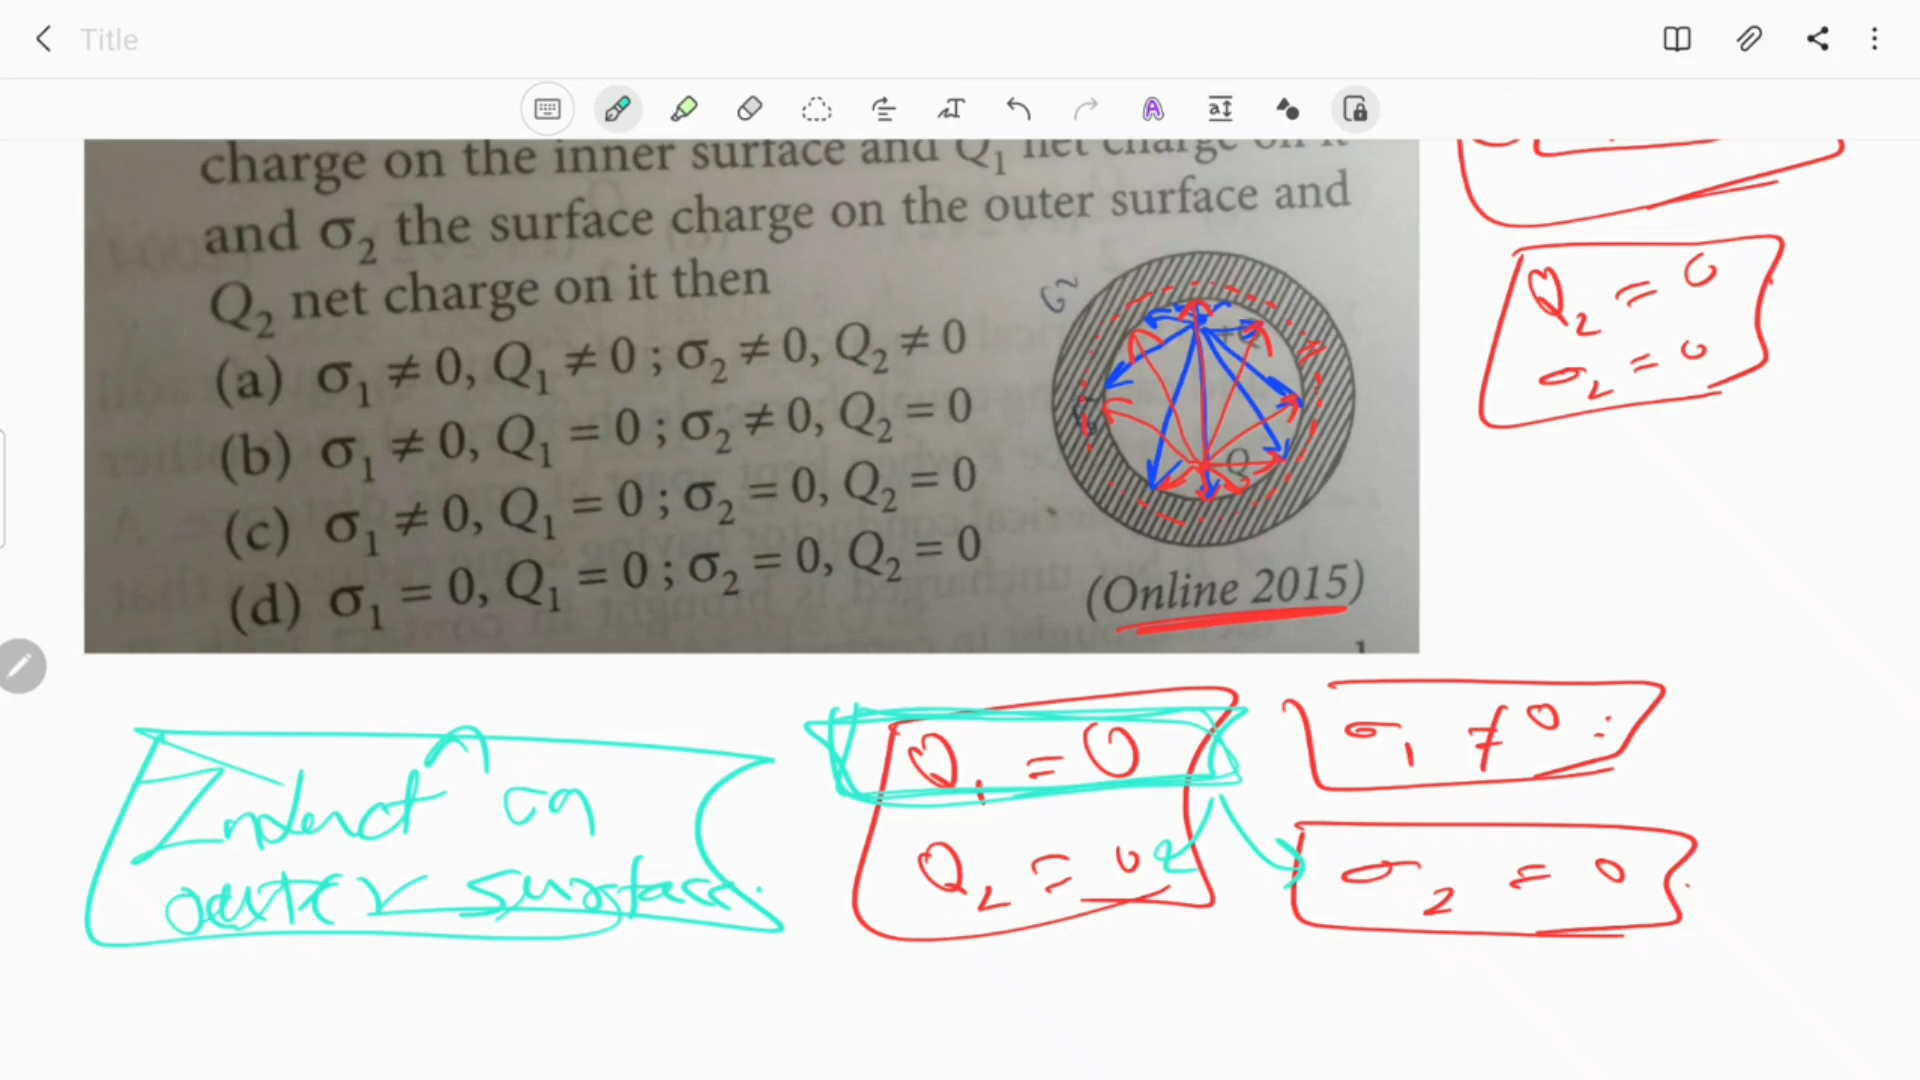 Title
charge on the inner surface and Q₁ net charge on it
and σ₂ the surface charge on the outer surface and
Q₂ net charge on it then
(a) σ₁ ≠ 0, Q₁ ≠ 0 ; σ₂ ≠ 0, Q₂ ≠ 0
(b) σ₁ ≠ 0, Q₁ = 0 ; σ₂ ≠ 0, Q₂ = 0
(c) σ₁ ≠ 0, Q₁ = 0 ; σ₂ = 0, Q₂ = 0
(d) σ₁ = 0, Q₁ = 0 ; σ₂ = 0, Q₂ = 0
σ₂
Q
(Online 2015)
Q₂ = 0
σ₂ = 0
Induct on
outer surface.
Q₁ = 0
Q₂ = 0
σ₁ ≠ 0
σ₂ = 0